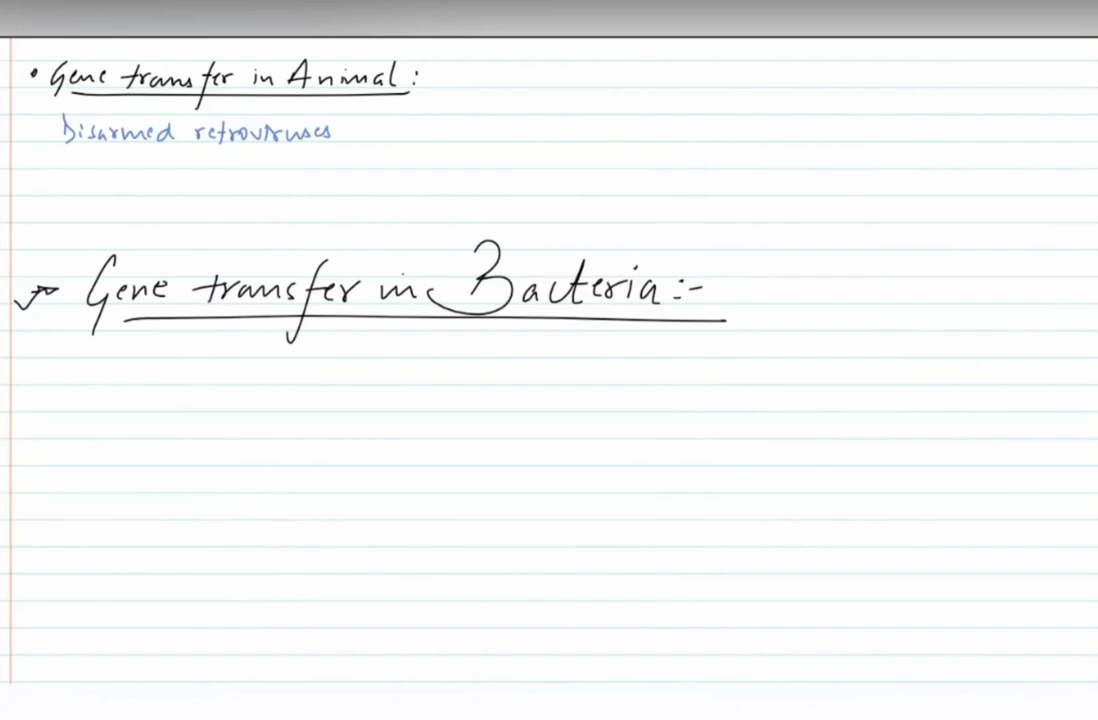 • Gene transfer in Animal:
Disarmed retroviruses
→ Gene transfer in Bacteria:-